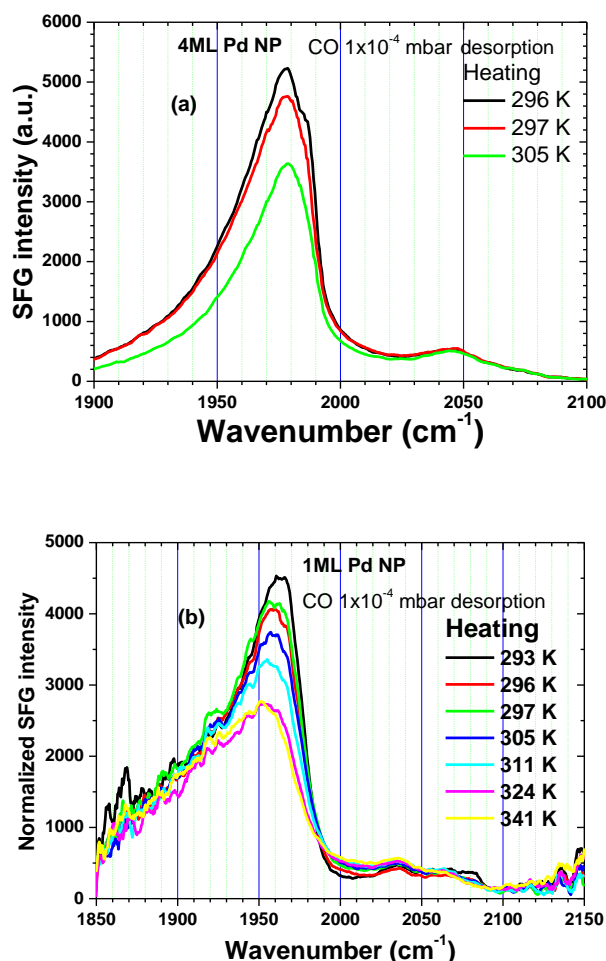 4ML Pd NP
CO 1x10-4 mbar desorption
Heating
296 K
297 K
305 K
(a)
SFG intensity (a.u.)
6000
5000
4000
3000
2000
1000
0
1900 1950 2000 2050 2100
Wavenumber (cm-1)
1ML Pd NP
CO 1x10-4 mbar desorption
(b)
Heating
293 K
296 K
297 K
305 K
311 K
324 K
341 K
Normalized SFG intensity
5000
4000
3000
2000
1000
0
1850 1900 1950 2000 2050 2100 2150
Wavenumber (cm-1)